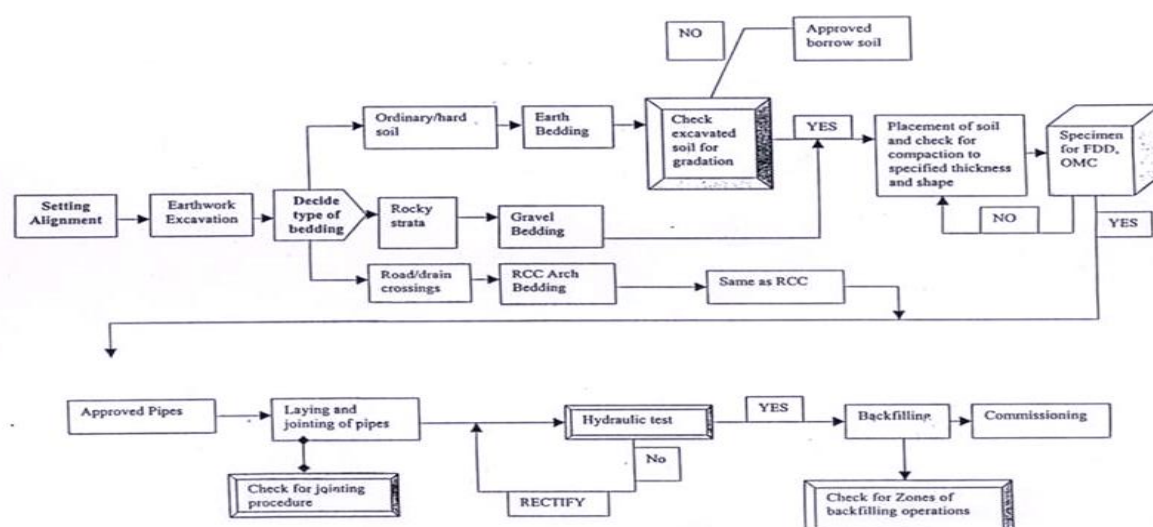 NO
Approved
borrow soil
Ordinary/hard
soil
Earth
Bedding
Check
excavated
soil for
gradation
YES
Placement of soil
and check for
compaction to
specified thickness
and shape
Specimen
for FDD,
OMC
NO
YES
Setting
Alignment
Earthwork
Excavation
Decide
type of
bedding
Rocky
strata
Gravel
Bedding
Road/drain
crossings
RCC Arch
Bedding
Same as RCC
Approved Pipes
Laying and
jointing of pipes
Check for jointing
procedure
Hydraulic test
YES
No
RECTIFY
Backfilling
Commissioning
Check for Zones of
backfilling operations